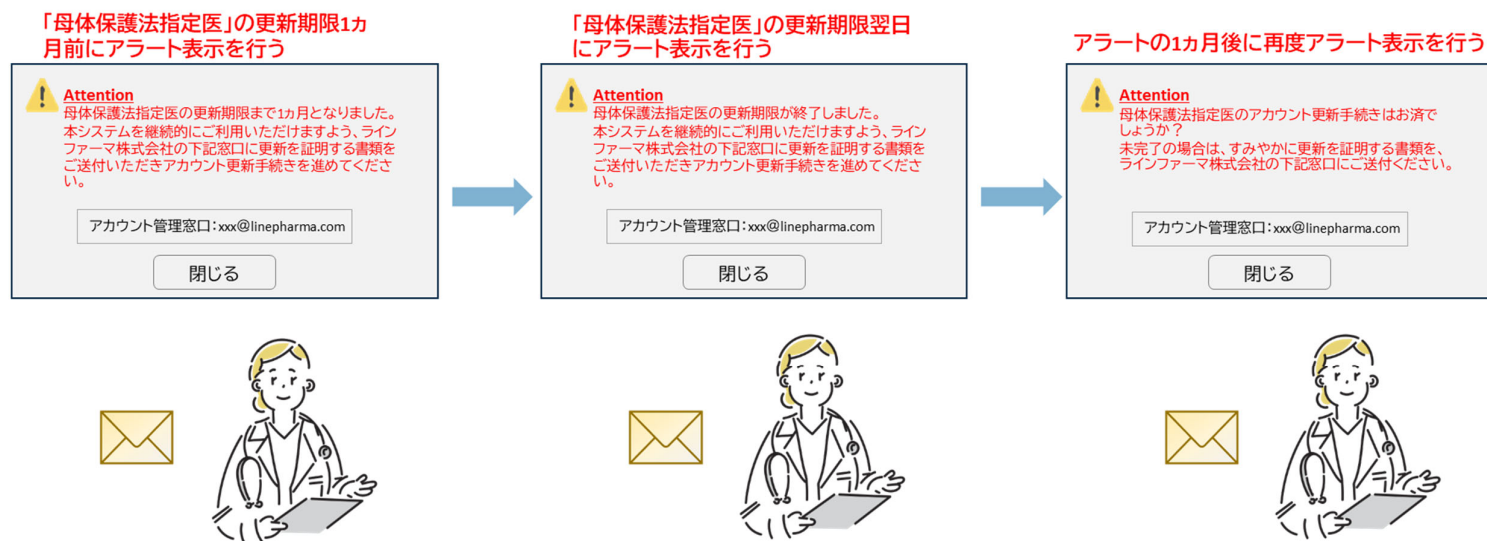 「母体保護法指定医」の更新期限1カ
月前にアラート表示を行う
Attention
母体保護法指定医の更新期限まで1ヵ月となりました。
本システムを継続的にご利用いただけますよう、ライン
ファーマ株式会社の下記窓口に更新を証明する書類を
ご送付いただきアカウント更新手続きを進めてくださ
い。
アカウント管理窓口：xxx@linepharma.com
閉じる
「母体保護法指定医」の更新期限翌日
にアラート表示を行う
Attention
母体保護法指定医の更新期限が終了しました。
本システムを継続的にご利用いただけますよう、ライン
ファーマ株式会社の下記窓口に更新を証明する書類を
ご送付いただきアカウント更新手続きを進めてくださ
い。
アカウント管理窓口：xxx@linepharma.com
閉じる
アラートの1ヵ月後に再度アラート表示を行う
Attention
母体保護法指定医のアカウント更新手続きはお済で
しょうか？
未完了の場合は、すみやかに更新を証明する書類を、
ラインファーマ株式会社の下記窓口にご送付ください。
アカウント管理窓口：xxx@linepharma.com
閉じる